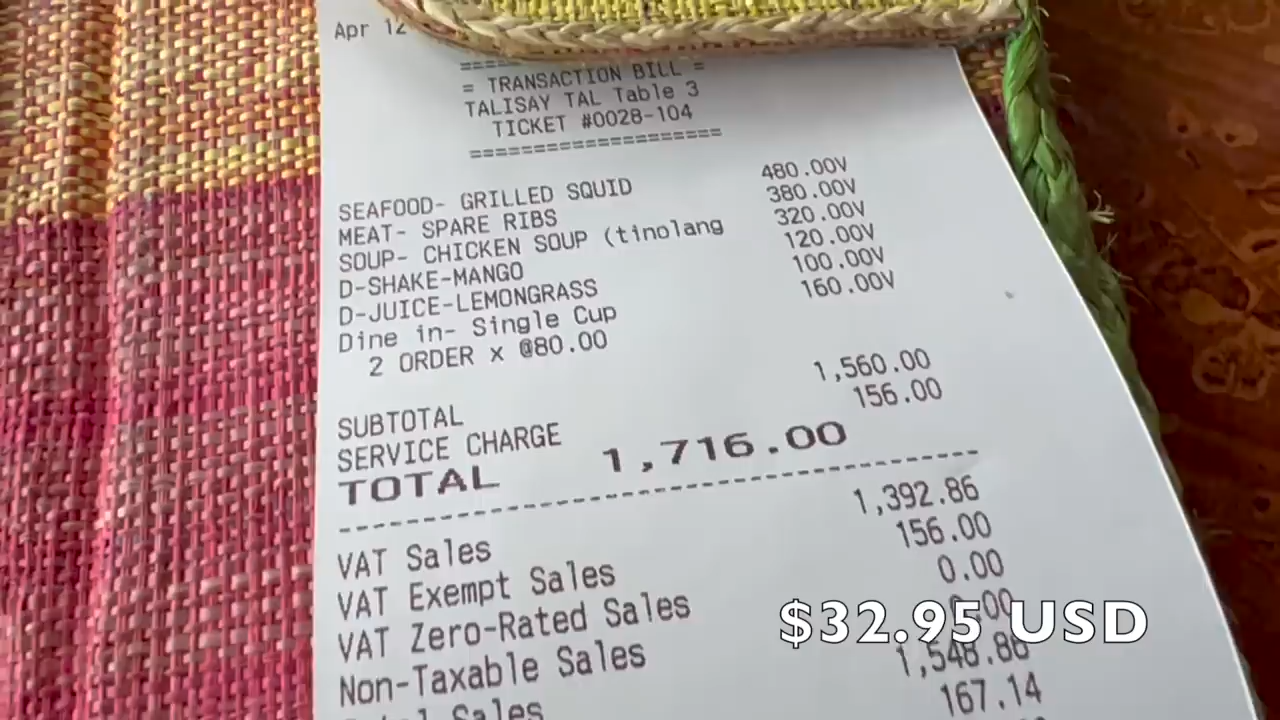 Apr 12
= TRANSACTION BILL =
TALISAY TAL Table 3
TICKET #0028-104
====================
SEAFOOD- GRILLED SQUID 480.00V
MEAT- SPARE RIBS 380.00V
SOUP- CHICKEN SOUP (tinolang 320.00V
D-SHAKE-MANGO 120.00V
D-JUICE-LEMONGRASS 100.00V
Dine in- Single Cup 160.00V
2 ORDER x @80.00
SUBTOTAL 1,560.00
SERVICE CHARGE 156.00
TOTAL 1,716.00
VAT Sales 1,392.86
VAT Exempt Sales 156.00
VAT Zero-Rated Sales 0.00
Non-Taxable Sales 0.00
Sales 1,548.86
167.14
$32.95 USD